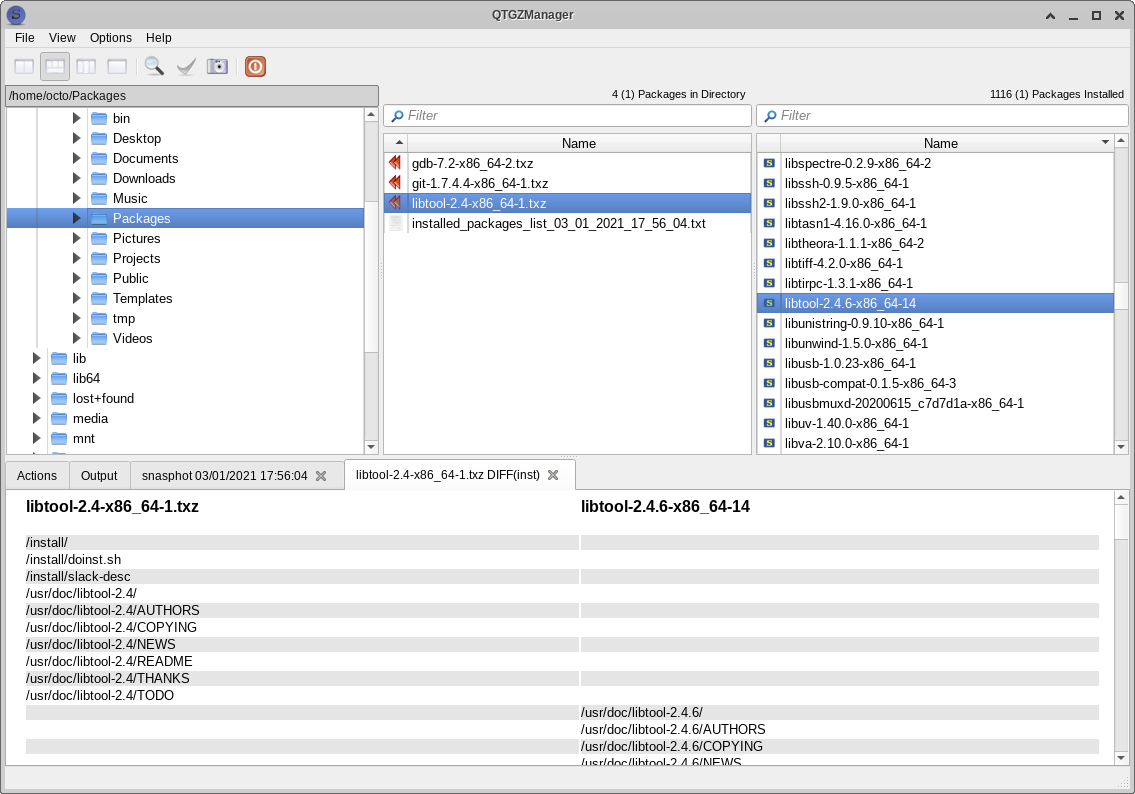 QTGZManager
File View Options Help
/home/octo/Packages
4 (1) Packages in Directory
1116 (1) Packages Installed
bin
Desktop
Documents
Downloads
Music
Packages
Pictures
Projects
Public
Templates
tmp
Videos
lib
lib64
lost+found
media
mnt
Filter
Name
gdb-7.2-x86_64-2.txz
git-1.7.4.4-x86_64-1.txz
libtool-2.4-x86_64-1.txz
installed_packages_list_03_01_2021_17_56_04.txt
Filter
Name
libspectre-0.2.9-x86_64-2
libssh-0.9.5-x86_64-1
libssh2-1.9.0-x86_64-1
libtasn1-4.16.0-x86_64-1
libtheora-1.1.1-x86_64-2
libtiff-4.2.0-x86_64-1
libtirpc-1.3.1-x86_64-1
libtool-2.4.6-x86_64-14
libunistring-0.9.10-x86_64-1
libunwind-1.5.0-x86_64-1
libusb-1.0.23-x86_64-1
libusb-compat-0.1.5-x86_64-3
libusbmuxd-20200615_c7d7d1a-x86_64-1
libuv-1.40.0-x86_64-1
libva-2.10.0-x86_64-1
Actions
Output
snasphot 03/01/2021 17:56:04
libtool-2.4-x86_64-1.txz DIFF(inst)
libtool-2.4-x86_64-1.txz
libtool-2.4.6-x86_64-14
/install/
/install/doinst.sh
/install/slack-desc
/usr/doc/libtool-2.4/
/usr/doc/libtool-2.4/AUTHORS
/usr/doc/libtool-2.4/COPYING
/usr/doc/libtool-2.4/NEWS
/usr/doc/libtool-2.4/README
/usr/doc/libtool-2.4/THANKS
/usr/doc/libtool-2.4/TODO
/usr/doc/libtool-2.4.6/
/usr/doc/libtool-2.4.6/AUTHORS
/usr/doc/libtool-2.4.6/COPYING
/usr/doc/libtool-2.4.6/NEWS